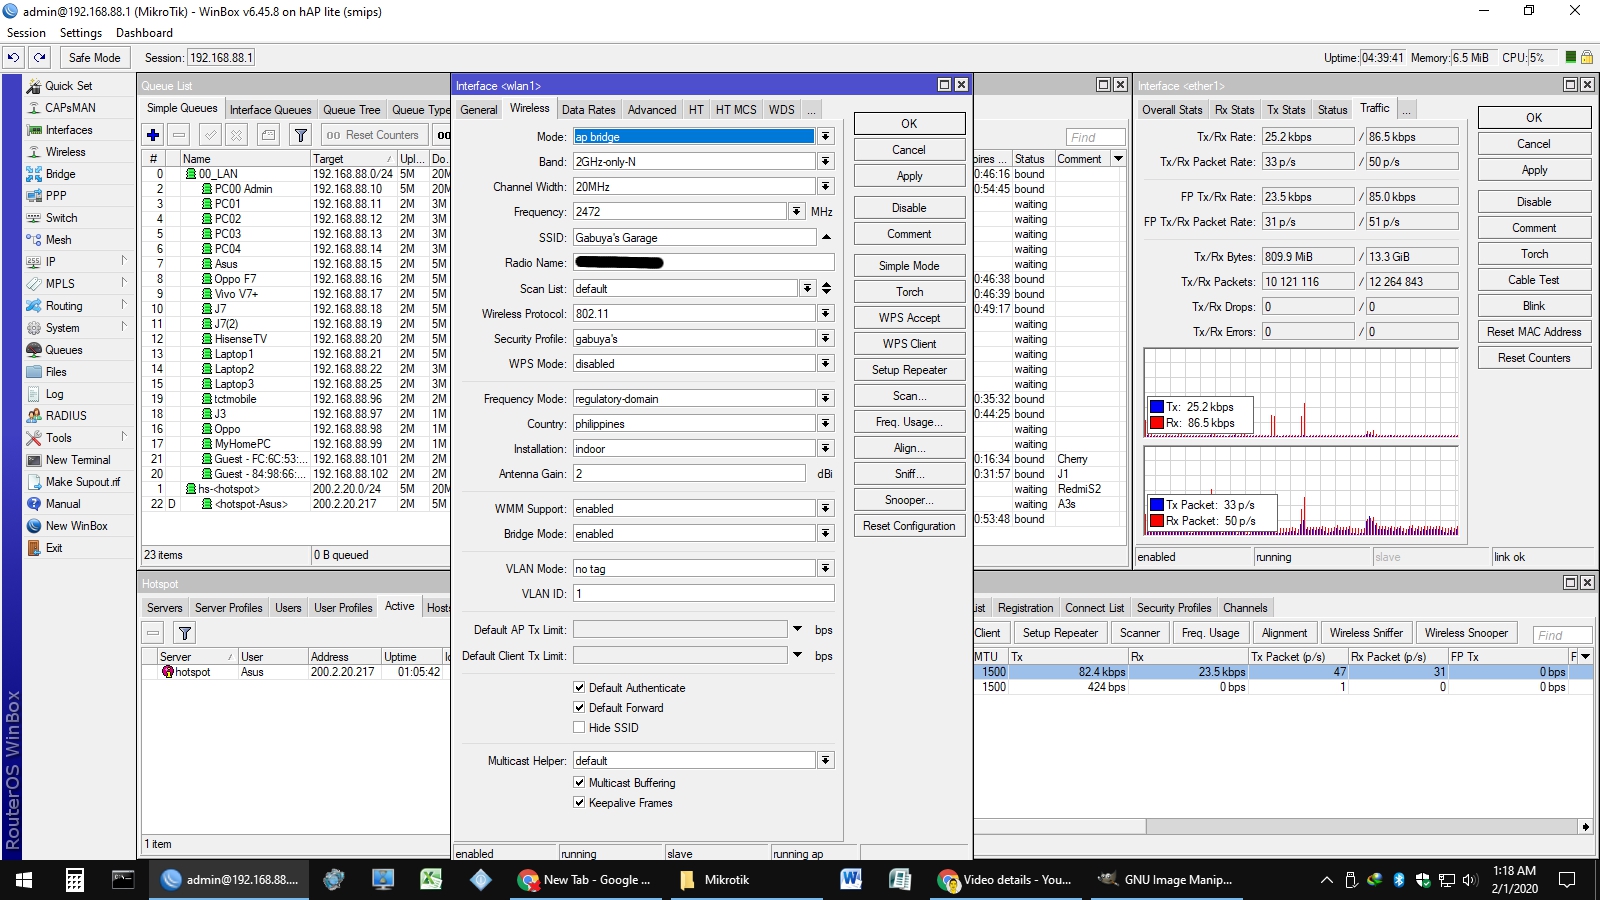 admin@192.168.88.1 (MikroTik) - WinBox v6.45.8 on hAP lite (smips)
Session Settings Dashboard
Safe Mode Session: 192.168.88.1 Uptime: 04:39:41 Memory: 6.5 MiB CPU: 5%
RouterOS WinBox
Quick Set
CAPsMAN
Interfaces
Wireless
Bridge
PPP
Switch
Mesh
IP
MPLS
Routing
System
Queues
Files
Log
RADIUS
Tools
New Terminal
Make Supout.rif
Manual
New WinBox
Exit
Queue List
Simple Queues Interface Queues Queue Tree Queue Type
00 Reset Counters 00
# Name Target Upl... Do.
0 00_LAN 192.168.88.0/24 5M 20M
2 PC00 Admin 192.168.88.10 5M 20M
3 PC01 192.168.88.11 2M 3M
4 PC02 192.168.88.12 2M 3M
5 PC03 192.168.88.13 2M 3M
6 PC04 192.168.88.14 2M 3M
7 Asus 192.168.88.15 2M 5M
8 Oppo F7 192.168.88.16 2M 5M
9 Vivo V7+ 192.168.88.17 2M 5M
10 J7 192.168.88.18 2M 5M
11 J7(2) 192.168.88.19 2M 5M
12 HisenseTV 192.168.88.20 2M 5M
13 Laptop1 192.168.88.21 2M 3M
14 Laptop2 192.168.88.22 2M 3M
15 Laptop3 192.168.88.25 2M 3M
19 tctmobile 192.168.88.96 2M 5M
18 J3 192.168.88.97 2M 1M
16 Oppo 192.168.88.98 2M 1M
17 MyHomePC 192.168.88.99 2M 1M
21 Guest - FC:6C:53:... 192.168.88.101 2M 5M
20 Guest - 84:98:66:... 192.168.88.102 2M 5M
1 hs-<hotspot> 200.2.20.0/24 5M 20M
22 D <hotspot-Asus> 200.2.20.217 2M 5M
23 items 0 B queued
Interface <wlan1>
General Wireless Data Rates Advanced HT HT MCS WDS ...
Mode: ap bridge
Band: 2GHz-only-N
Channel Width: 20MHz
Frequency: 2472 MHz
SSID: Gabuya's Garage
Radio Name:
Scan List: default
Wireless Protocol: 802.11
Security Profile: gabuya's
WPS Mode: disabled
Frequency Mode: regulatory-domain
Country: philippines
Installation: indoor
Antenna Gain: 2 dBi
WMM Support: enabled
Bridge Mode: enabled
VLAN Mode: no tag
VLAN ID: 1
Default AP Tx Limit: bps
Default Client Tx Limit: bps
Default Authenticate
Default Forward
Hide SSID
Multicast Helper: default
Multicast Buffering
Keepalive Frames
enabled running slave running ap
OK
Cancel
Apply
Disable
Comment
Simple Mode
Torch
WPS Accept
WPS Client
Setup Repeater
Scan...
Freq. Usage...
Align...
Sniff...
Snooper...
Reset Configuration
Find
pires ... Status Comment
0:46:16 bound
0:54:45 bound
waiting
waiting
waiting
waiting
waiting
0:46:38 bound
0:46:39 bound
0:49:17 bound
waiting
waiting
waiting
waiting
waiting
0:35:32 bound
0:44:25 bound
waiting
waiting
0:16:34 bound Cherry
0:31:57 bound J1
waiting RedmiS2
waiting A3s
0:53:48 bound
Interface <ether1>
Overall Stats Rx Stats Tx Stats Status Traffic ...
Tx/Rx Rate: 25.2 kbps / 86.5 kbps
Tx/Rx Packet Rate: 33 p/s / 50 p/s
FP Tx/Rx Rate: 23.5 kbps / 85.0 kbps
FP Tx/Rx Packet Rate: 31 p/s / 51 p/s
Tx/Rx Bytes: 809.9 MiB / 13.3 GiB
Tx/Rx Packets: 10 121 116 / 12 264 843
Tx/Rx Drops: 0 / 0
Tx/Rx Errors: 0 / 0
Tx: 25.2 kbps
Rx: 86.5 kbps
Tx Packet: 33 p/s
Rx Packet: 50 p/s
enabled running slave link ok
OK
Cancel
Apply
Disable
Comment
Torch
Cable Test
Blink
Reset MAC Address
Reset Counters
Hotspot
Servers Server Profiles Users User Profiles Active Hosts
Server User Address Uptime
hotspot Asus 200.2.20.217 01:05:42
1 item
ist Registration Connect List Security Profiles Channels
Client Setup Repeater Scanner Freq. Usage Alignment Wireless Sniffer Wireless Snooper Find
MTU Tx Rx Tx Packet (p/s) Rx Packet (p/s) FP Tx F
1500 82.4 kbps 23.5 kbps 47 31 0 bps
1500 424 bps 0 bps 1 0 0 bps
admin@192.168.88.... New Tab - Google ... Mikrotik Video details - You... GNU Image Manip...
1:18 AM
2/1/2020